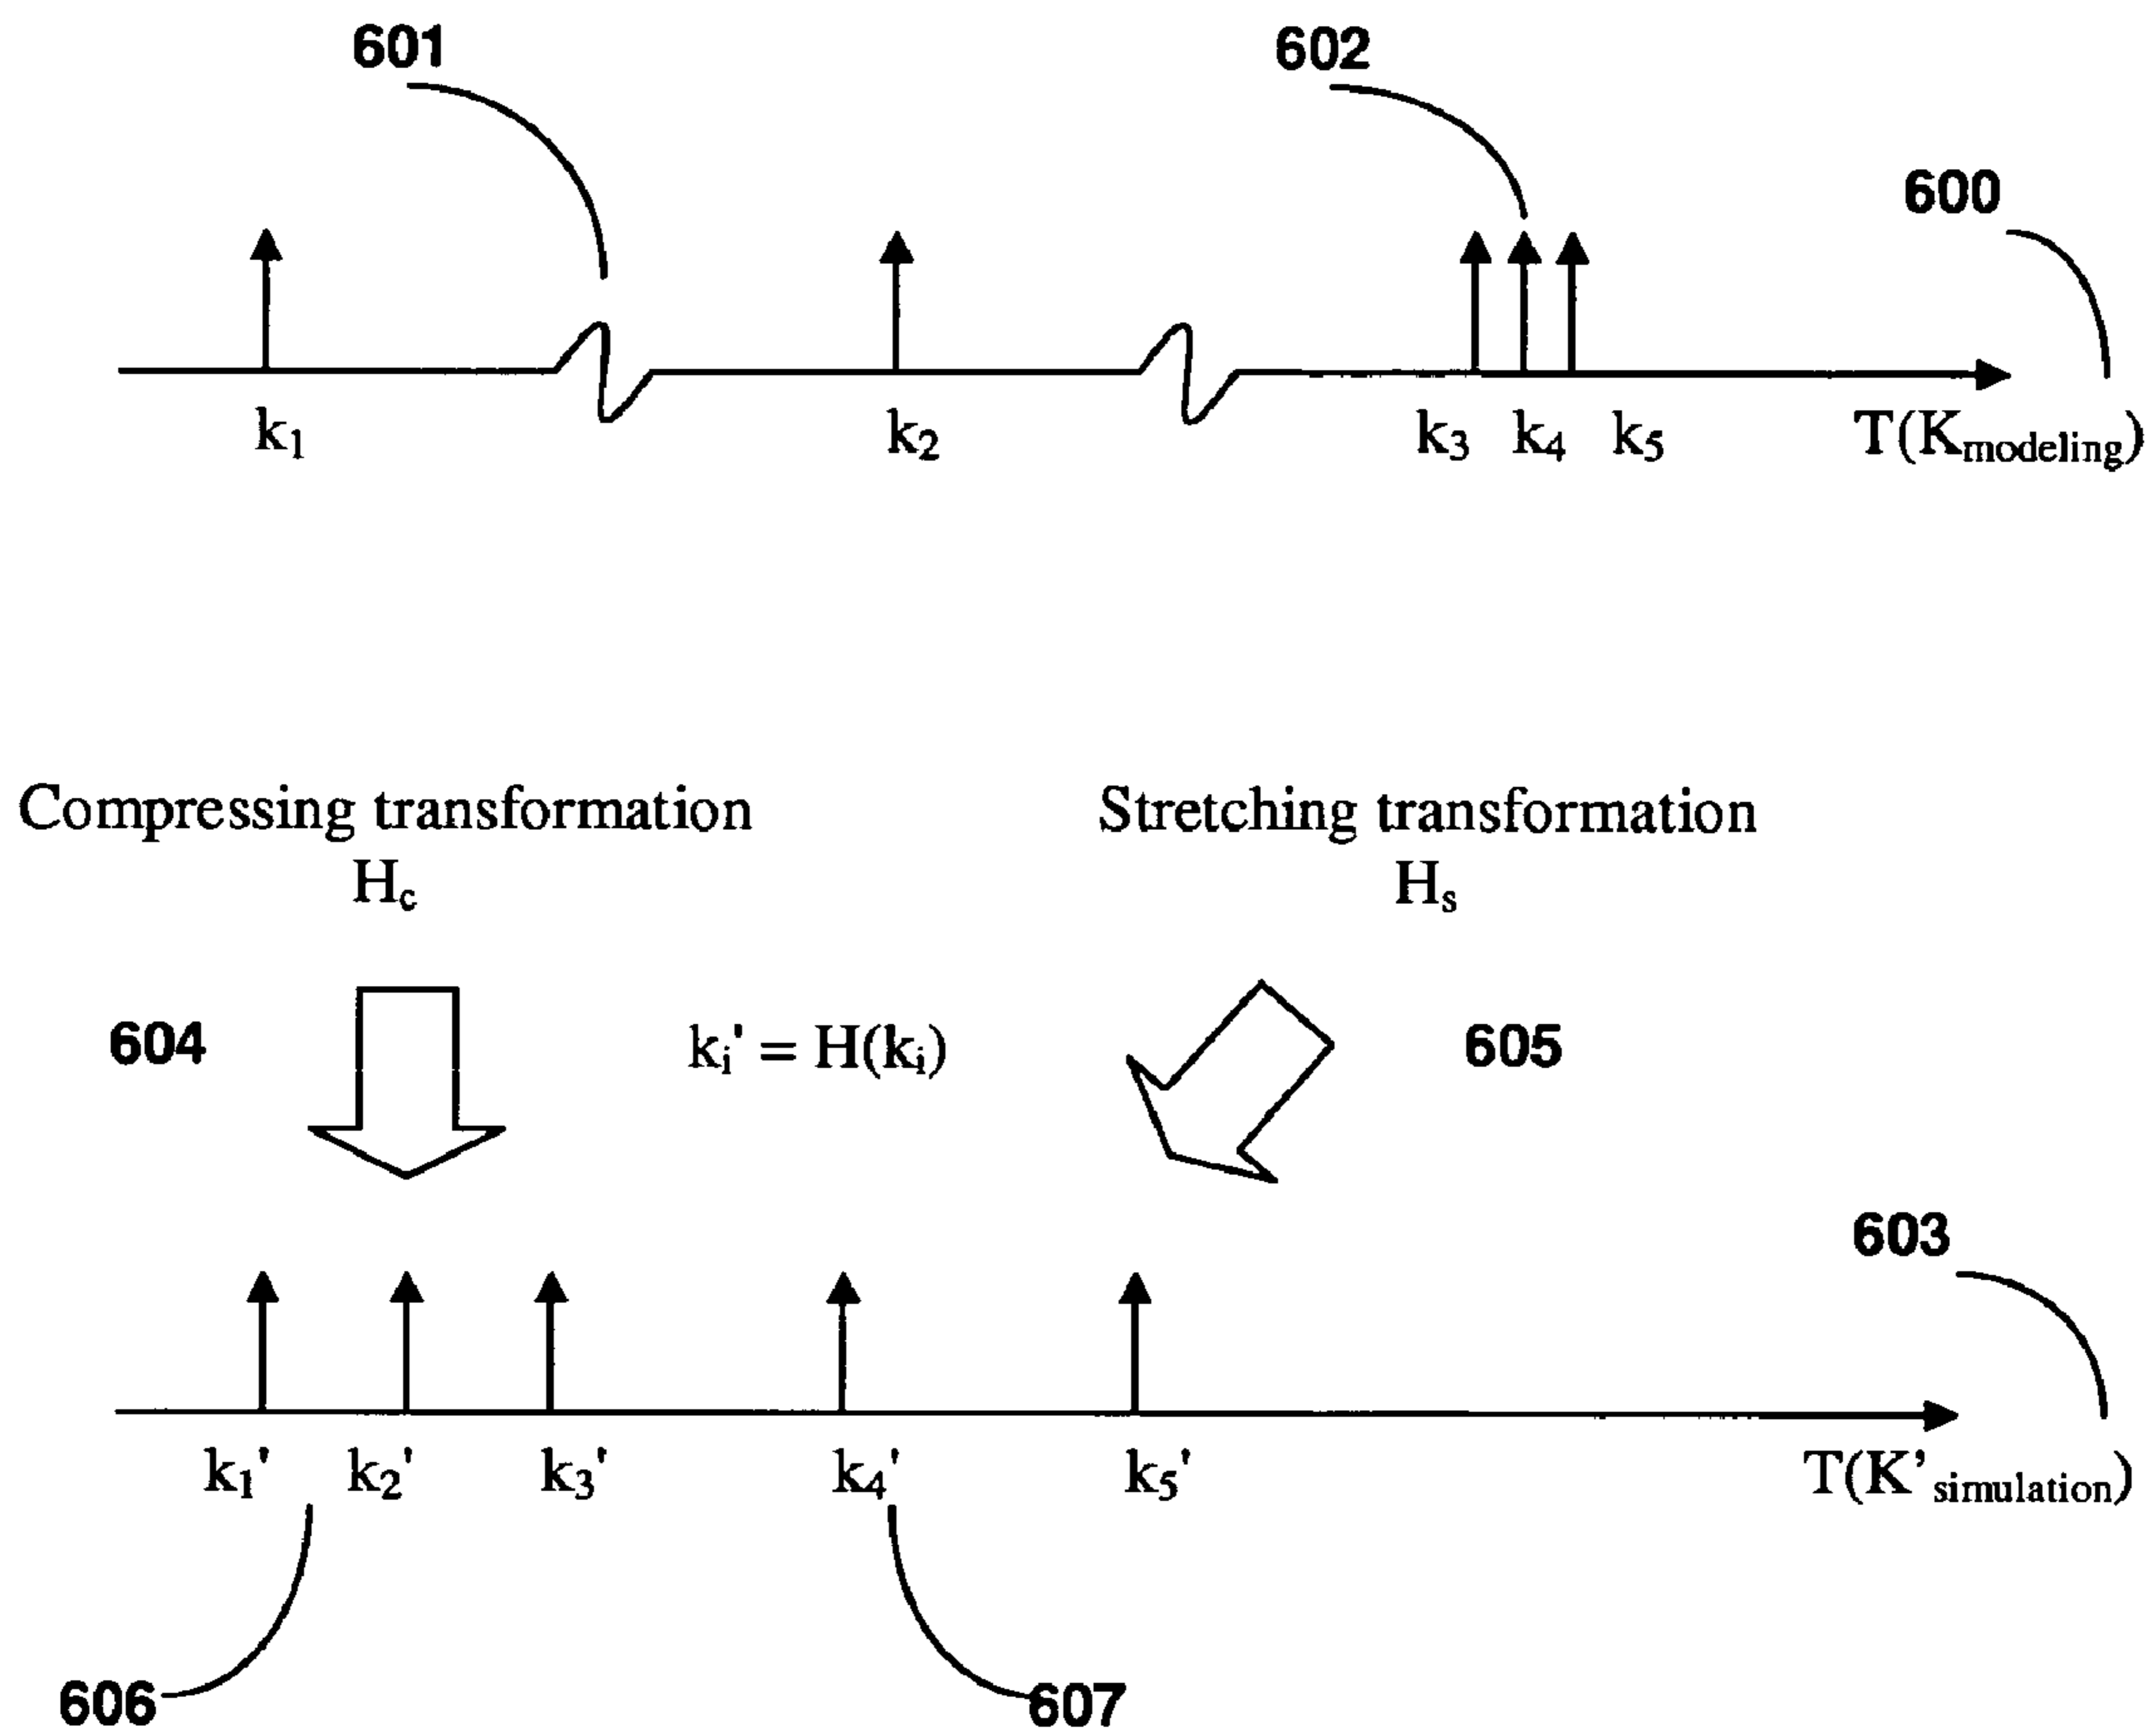 601
602
600
k₁ k₂ k₃ k₄ k₅ T(Kmodeling)
Compressing transformation
Hc
Stretching transformation
Hs
604
kᵢ' = H(kᵢ)
605
603
k₁' k₂' k₃' k₄' k₅' T(K’simulation)
606
607